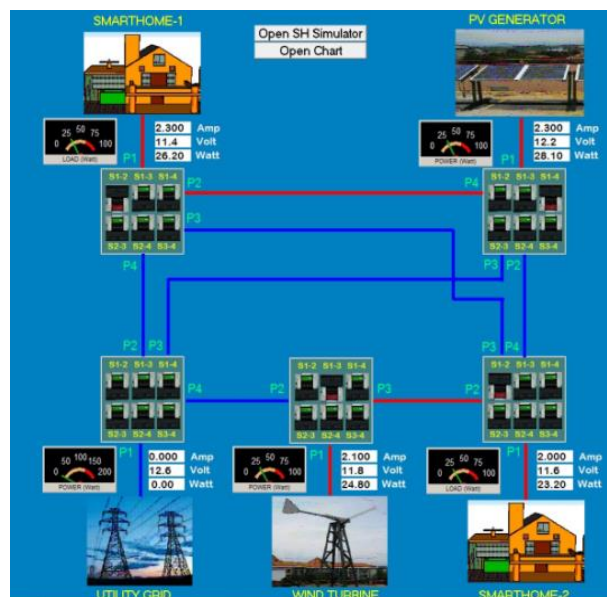 SMARTHOME-1
PV GENERATOR
Open SH Simulator
Open Chart
0 25 50 75 100
LOAD (Watt)
2.300 Amp
11.4 Volt
26.20 Watt
0 25 50 75 100
POWER (Watt)
2.300 Amp
12.2 Volt
28.10 Watt
P1
P1
S1-2 S1-3 S1-4
S2-3 S2-4 S3-4
P2
P3
P4
S1-2 S1-3 S1-4
S2-3 S2-4 S3-4
P4
P3 P2
P2 P3
S1-2 S1-3 S1-4
S2-3 S2-4 S3-4
P4
P2
S1-2 S1-3 S1-4
S2-3 S2-4 S3-4
P3
P3 P4
P2
S1-2 S1-3 S1-4
S2-3 S2-4 S3-4
P1
P1
P1
0 50 100 150 200
POWER (Watt)
0.000 Amp
12.6 Volt
0.00 Watt
0 25 50 75 100
POWER (Watt)
2.100 Amp
11.8 Volt
24.80 Watt
0 25 50 75 100
LOAD (Watt)
2.000 Amp
11.6 Volt
23.20 Watt
UTILITY GRID
WIND TURBINE
SMARTHOME-2